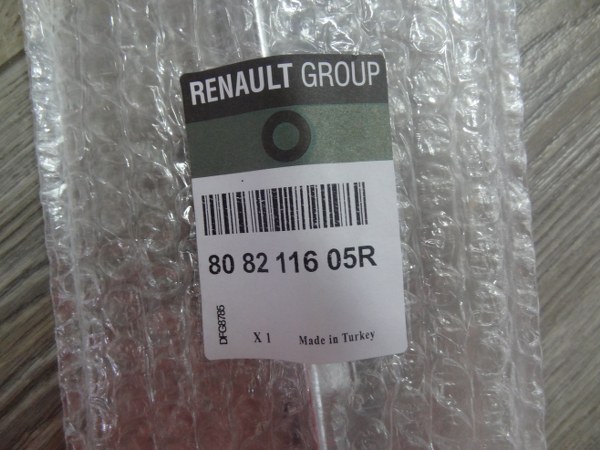 RENAULT GROUP
80 82 116 05R
DFG8785
X 1 Made in Turkey